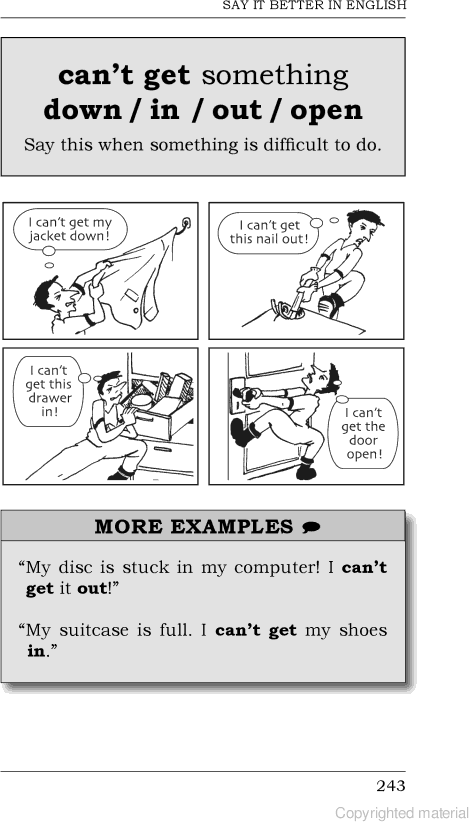 SAY IT BETTER IN ENGLISH
can't get something
down / in / out / open
Say this when something is difficult to do.
I can't get my
jacket down!
I can't get
this nail out!
I can't
get this
drawer
in!
I can't
get the
door
open!
MORE EXAMPLES
“My disc is stuck in my computer! I can't
get it out!”
“My suitcase is full. I can't get my shoes
in.”
243
Copyrighted material